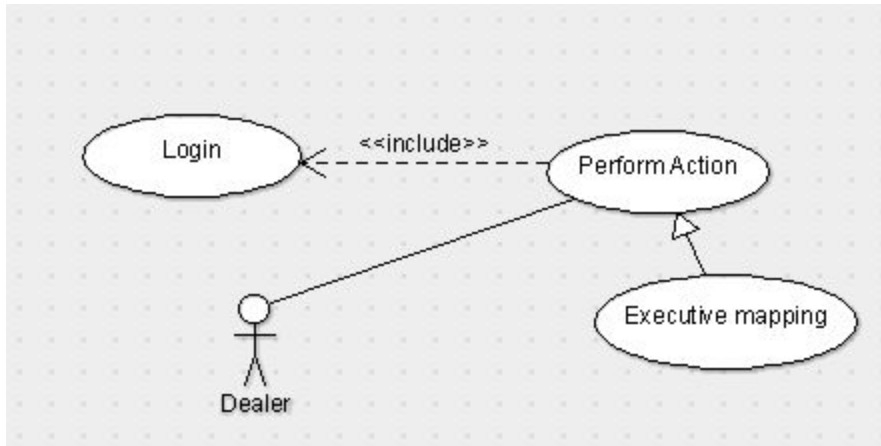 Login
<<include>>
Perform Action
Executive mapping
Dealer